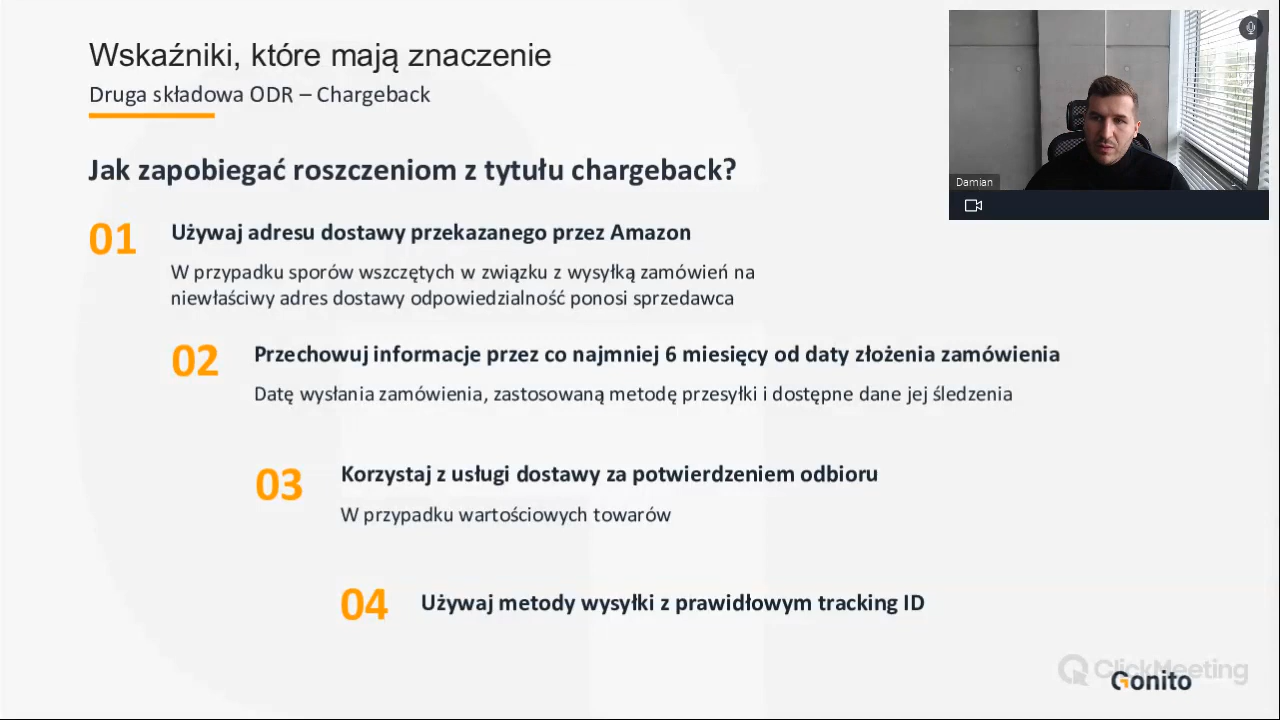 Wskaźniki, które mają znaczenie
Druga składowa ODR – Chargeback
Damian
Jak zapobiegać roszczeniom z tytułu chargeback?
01
Używaj adresu dostawy przekazanego przez Amazon
W przypadku sporów wszczętych w związku z wysyłką zamówień na
niewłaściwy adres dostawy odpowiedzialność ponosi sprzedawca
02
Przechowuj informacje przez co najmniej 6 miesięcy od daty złożenia zamówienia
Datę wysłania zamówienia, zastosowaną metodę przesyłki i dostępne dane jej śledzenia
03
Korzystaj z usługi dostawy za potwierdzeniem odbioru
W przypadku wartościowych towarów
04
Używaj metody wysyłki z prawidłowym tracking ID
ClickMeeting
Gonito